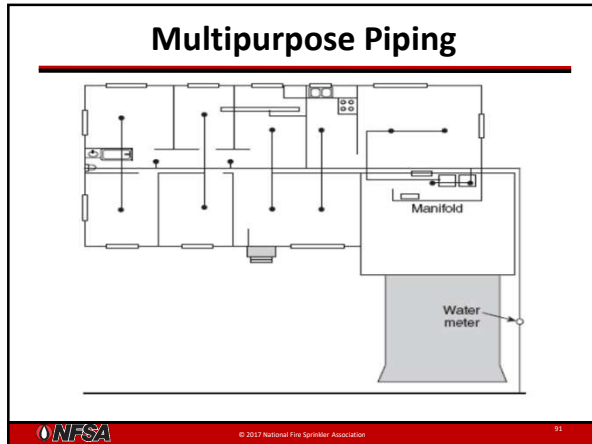 Multipurpose Piping
Manifold
Water
meter
NFSA
© 2017 National Fire Sprinkler Association
91